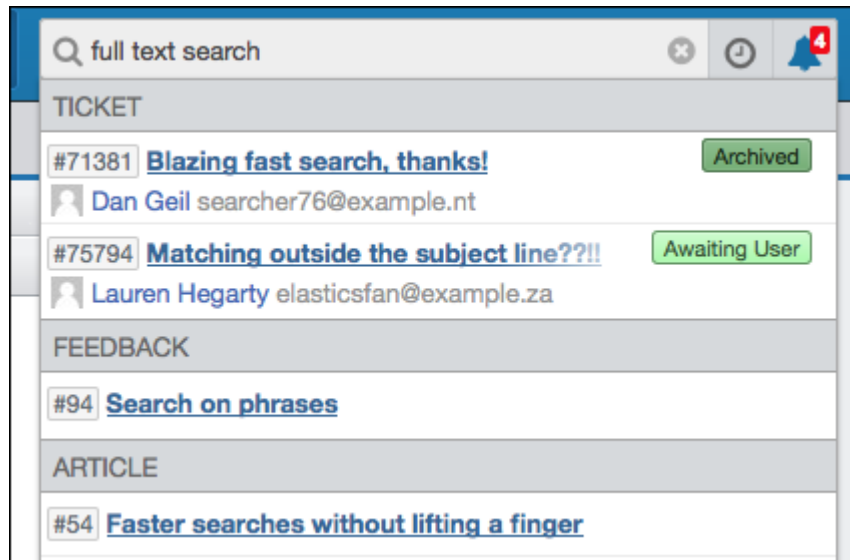 full text search
4
TICKET
#71381 Blazing fast search, thanks! Archived
Dan Geil searcher76@example.nt
#75794 Matching outside the subject line??!! Awaiting User
Lauren Hegarty elasticsfan@example.za
FEEDBACK
#94 Search on phrases
ARTICLE
#54 Faster searches without lifting a finger